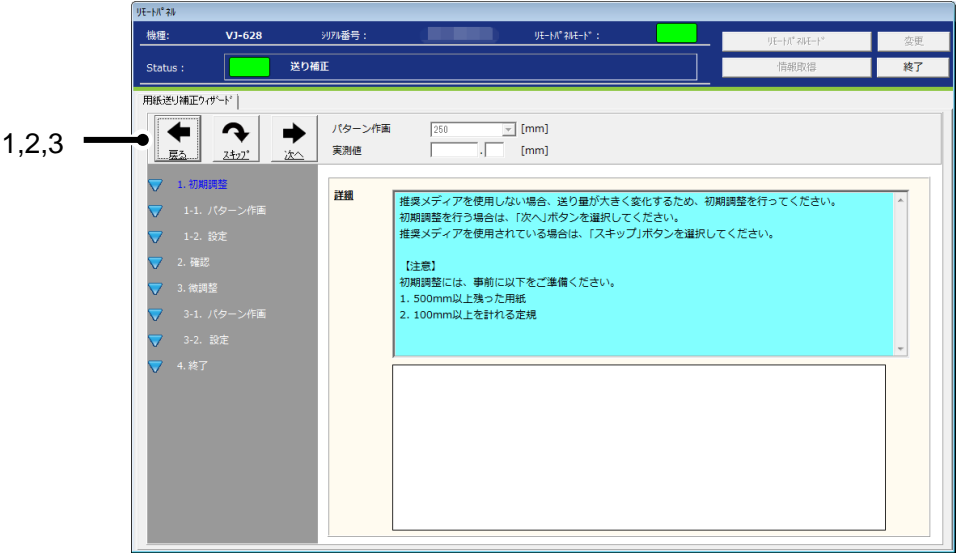 ﾘﾓｰﾄﾊﾟﾈﾙ
機種: VJ-628 ｼﾘｱﾙ番号 : ﾘﾓｰﾄﾊﾟﾈﾙﾓｰﾄﾞ : ﾘﾓｰﾄﾊﾟﾈﾙﾓｰﾄﾞ 変更
Status : 送り補正 情報取得 終了
用紙送り補正ｳｨｻﾞｰﾄﾞ
1,2,3
戻る ｽｷｯﾌﾟ 次へ
パターン作画 250 [mm]
実測値 . [mm]
1. 初期調整
1-1. パターン作画
1-2. 設定
2. 確認
3. 微調整
3-1. パターン作画
3-2. 設定
4. 終了
詳細
推奨メディアを使用しない場合、送り量が大きく変化するため、初期調整を行ってください。
初期調整を行う場合は、「次へ」ボタンを選択してください。
推奨メディアを使用されている場合は、「スキップ」ボタンを選択してください。
【注意】
初期調整には、事前に以下をご準備ください。
1. 500mm以上残った用紙
2. 100mm以上を計れる定規